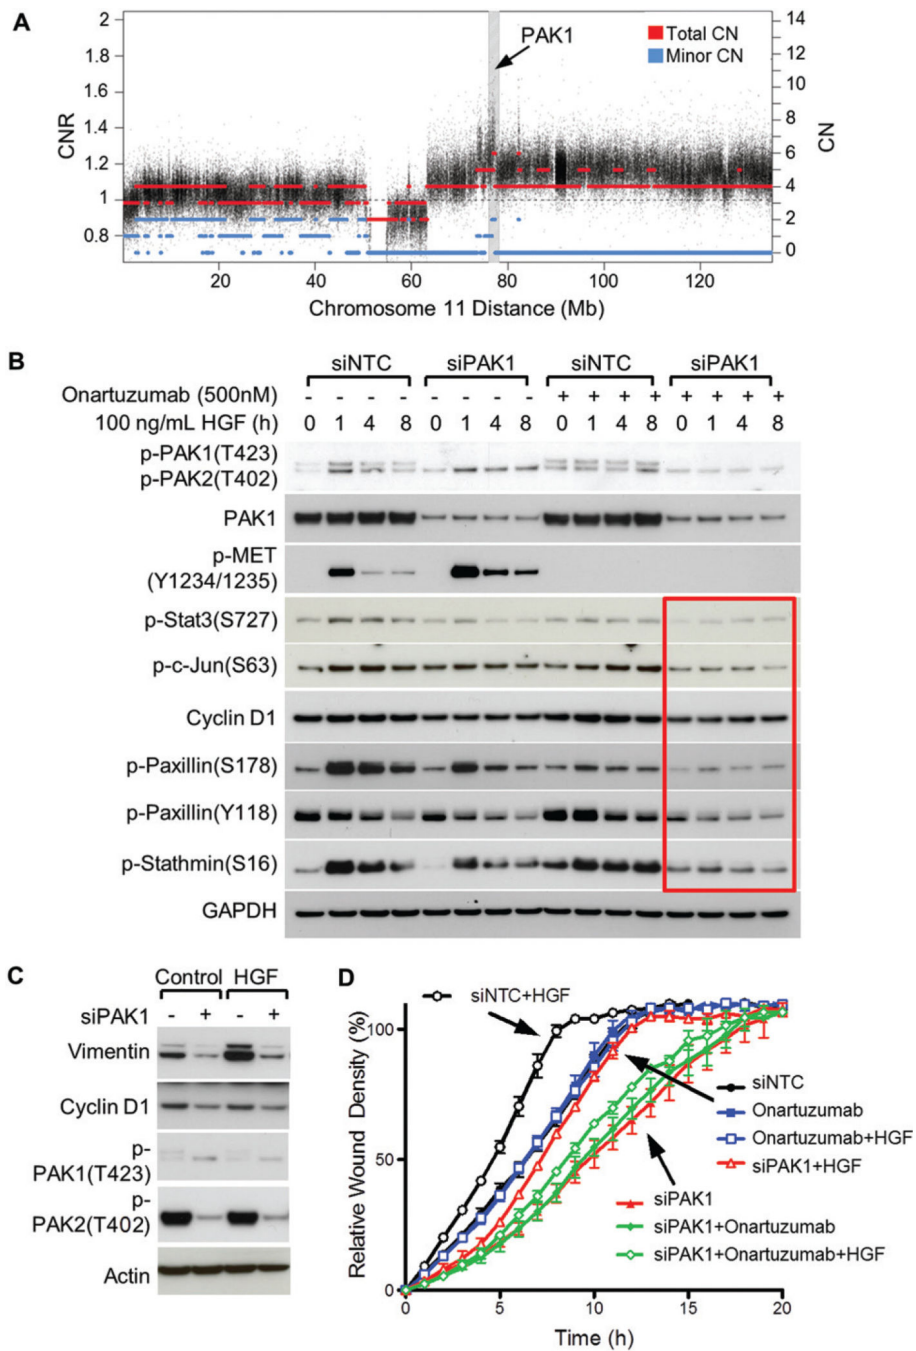 A
PAK1
Total CN
Minor CN
CNR
2
1.8
1.6
1.4
1.2
1
0.8
14
12
10
8
6
4
2
0
CN
20 40 60 80 100 120
Chromosome 11 Distance (Mb)
B
siNTC siPAK1 siNTC siPAK1
Onartuzumab (500nM) - - - - - - - - + + + + + + + +
100 ng/mL HGF (h) 0 1 4 8 0 1 4 8 0 1 4 8 0 1 4 8
p-PAK1(T423)
p-PAK2(T402)
PAK1
p-MET
(Y1234/1235)
p-Stat3(S727)
p-c-Jun(S63)
Cyclin D1
p-Paxillin(S178)
p-Paxillin(Y118)
p-Stathmin(S16)
GAPDH
C
Control HGF
siPAK1 - + - +
Vimentin
Cyclin D1
p-
PAK1(T423)
p-
PAK2(T402)
Actin
D
siNTC+HGF
Relative Wound Density (%)
100
50
0
siNTC
Onartuzumab
Onartuzumab+HGF
siPAK1+HGF
siPAK1
siPAK1+Onartuzumab
siPAK1+Onartuzumab+HGF
0 5 10 15 20
Time (h)